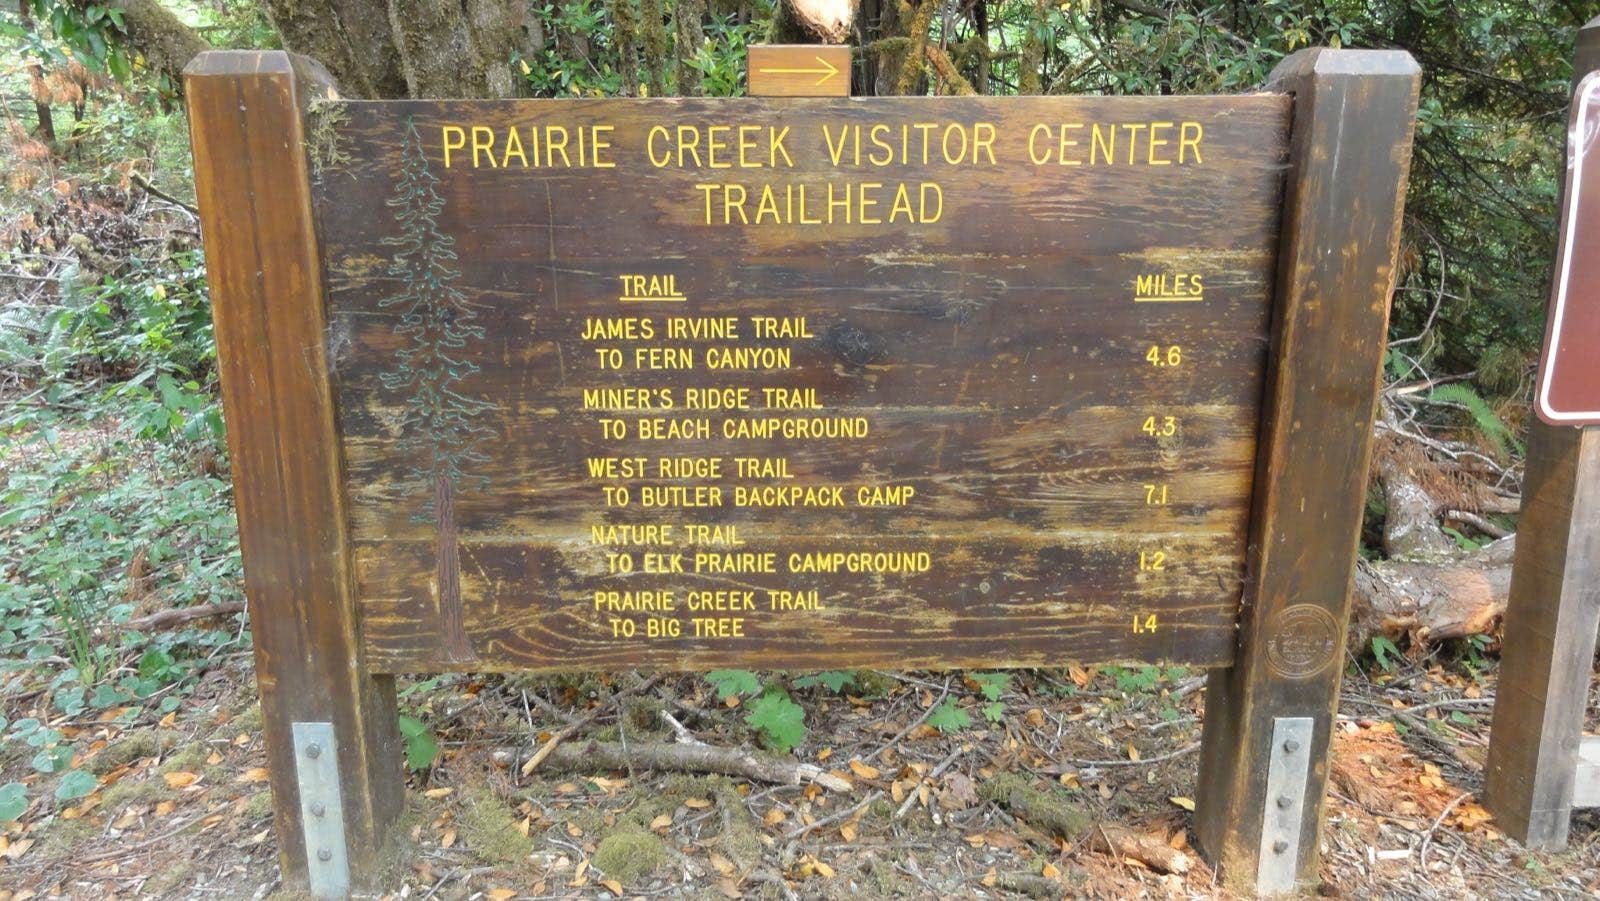 PRAIRIE CREEK VISITOR CENTER
TRAILHEAD
TRAIL MILES
JAMES IRVINE TRAIL
TO FERN CANYON 4.6
MINER'S RIDGE TRAIL
TO BEACH CAMPGROUND 4.3
WEST RIDGE TRAIL
TO BUTLER BACKPACK CAMP 7.1
NATURE TRAIL
TO ELK PRAIRIE CAMPGROUND 1.2
PRAIRIE CREEK TRAIL
TO BIG TREE 1.4